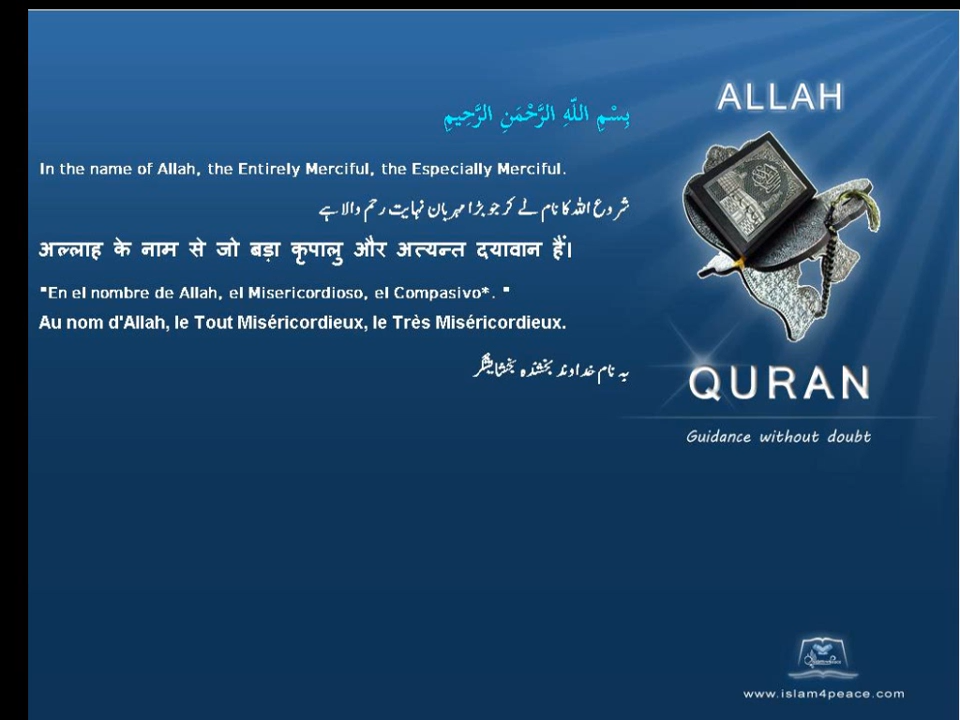 بِسْمِ اللَّهِ الرَّحْمَنِ الرَّحِيمِ
In the name of Allah, the Entirely Merciful, the Especially Merciful.
شروع اللہ کا نام لے کر جو بڑا مہربان نہایت رحم والا ہے
अल्लाह के नाम से जो बड़ा कृपालु और अत्यन्त दयावान हैं।
"En el nombre de Allah, el Misericordioso, el Compasivo*. "
Au nom d'Allah, le Tout Miséricordieux, le Très Miséricordieux.
به نام خداوند بخشنده بخشایشگر
ALLAH
QURAN
Guidance without doubt
www.islam4peace.com